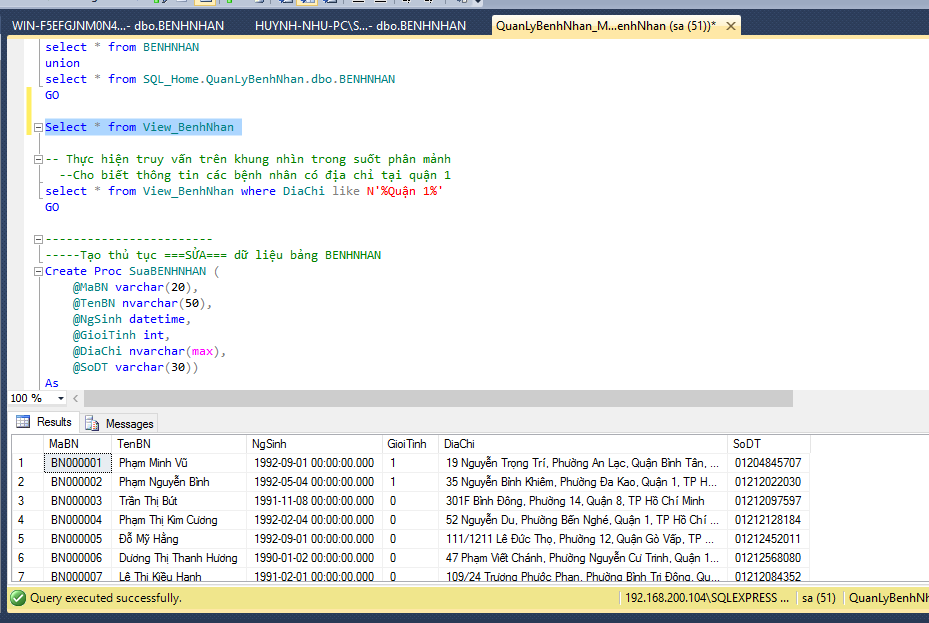 WIN-F5EFGJNM0N4...- dbo.BENHNHAN
HUYNH-NHU-PC\S...- dbo.BENHNHAN
QuanLyBenhNhan_M...enhNhan (sa (51))*
select * from BENHNHAN
union
select * from SQL_Home.QuanLyBenhNhan.dbo.BENHNHAN
GO
Select * from View_BenhNhan
-- Thực hiện truy vấn trên khung nhìn trong suốt phân mảnh
--Cho biết thông tin các bệnh nhân có địa chỉ tại quận 1
select * from View_BenhNhan where DiaChi like N'%Quận 1%'
GO
------------------------
-----Tạo thủ tục ===SỬA=== dữ liệu bảng BENHNHAN
Create Proc SuaBENHNHAN (
@MaBN varchar(20),
@TenBN nvarchar(50),
@NgSinh datetime,
@GioiTinh int,
@DiaChi nvarchar(max),
@SoDT varchar(30))
As
100 %
Results Messages
MaBN TenBN NgSinh GioiTinh DiaChi SoDT
1 BN000001 Phạm Minh Vũ 1992-09-01 00:00:00.000 1 19 Nguyễn Trọng Trí, Phường An Lạc, Quận Bình Tân, ... 01204845707
2 BN000002 Phạm Nguyễn Bình 1992-05-04 00:00:00.000 1 35 Nguyễn Bỉnh Khiêm, Phường Đa Kao, Quận 1, TP H... 01212022030
3 BN000003 Trần Thị Bút 1991-11-08 00:00:00.000 0 301F Bình Đông, Phường 14, Quận 8, TP Hồ Chí Minh 01212097597
4 BN000004 Phạm Thị Kim Cương 1992-02-04 00:00:00.000 0 52 Nguyễn Du, Phường Bến Nghé, Quận 1, TP Hồ Chí ... 01212128184
5 BN000005 Đỗ Mỹ Hằng 1992-09-01 00:00:00.000 0 111/1211 Lê Đức Thọ, Phường 12, Quận Gò Vấp, TP ... 01212452011
6 BN000006 Dương Thị Thanh Hương 1990-01-02 00:00:00.000 0 47 Phạm Viết Chánh, Phường Nguyễn Cư Trinh, Quận 1... 01212568080
7 BN000007 Lê Thị Kiều Hạnh 1991-02-01 00:00:00.000 0 109/24 Trương Phước Phan, Phường Bình Trị Đông, Qu... 01212084352
Query executed successfully.
192.168.200.104\SQLEXPRESS ... sa (51) QuanLyBenhNh